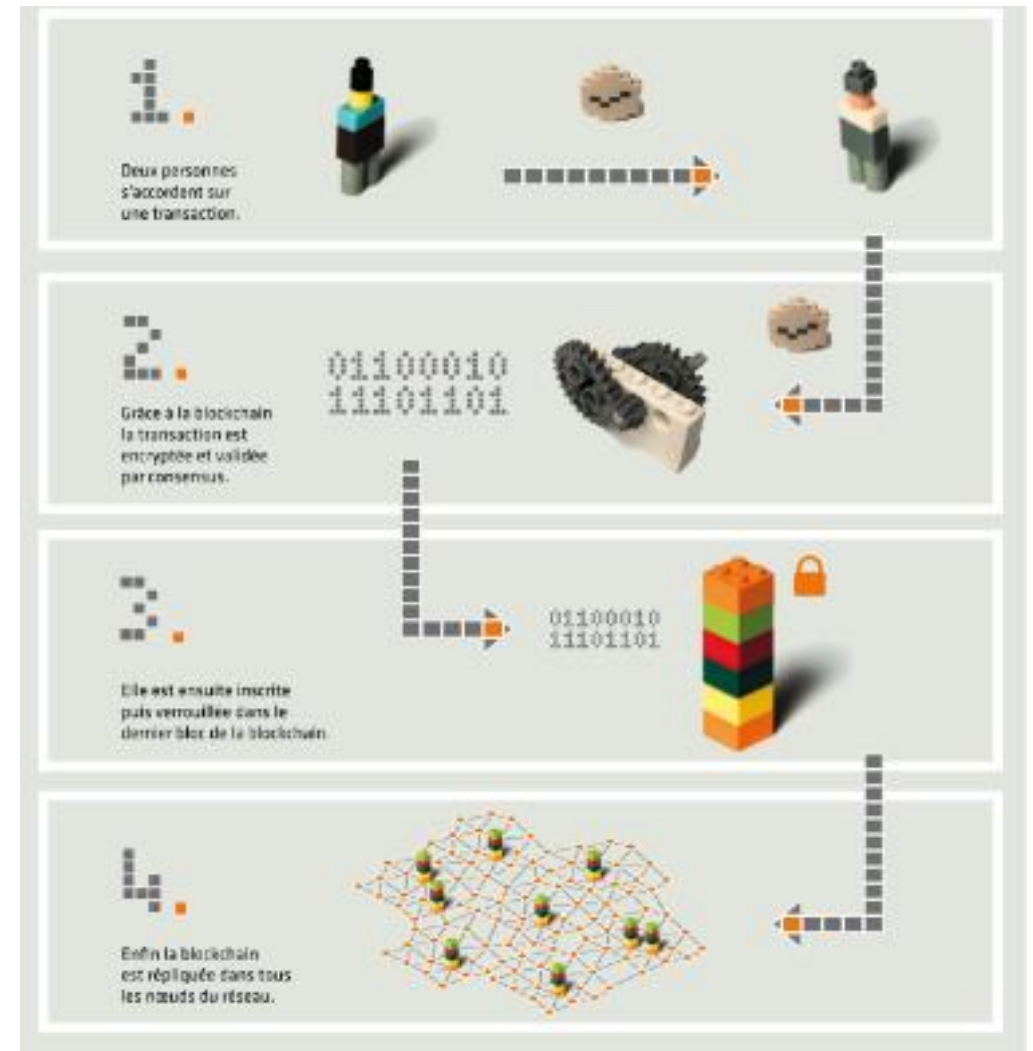 1.
Deux personnes
s'accordent sur
une transaction.
2.
Grâce à la blockchain
la transaction est
encryptée et validée
par consensus.
01100010
11101101
3.
Elle est ensuite inscrite
puis verrouillée dans le
dernier bloc de la blockchain.
01100010
11101101
4.
Enfin la blockchain
est répliquée dans tous
les nœuds du réseau.